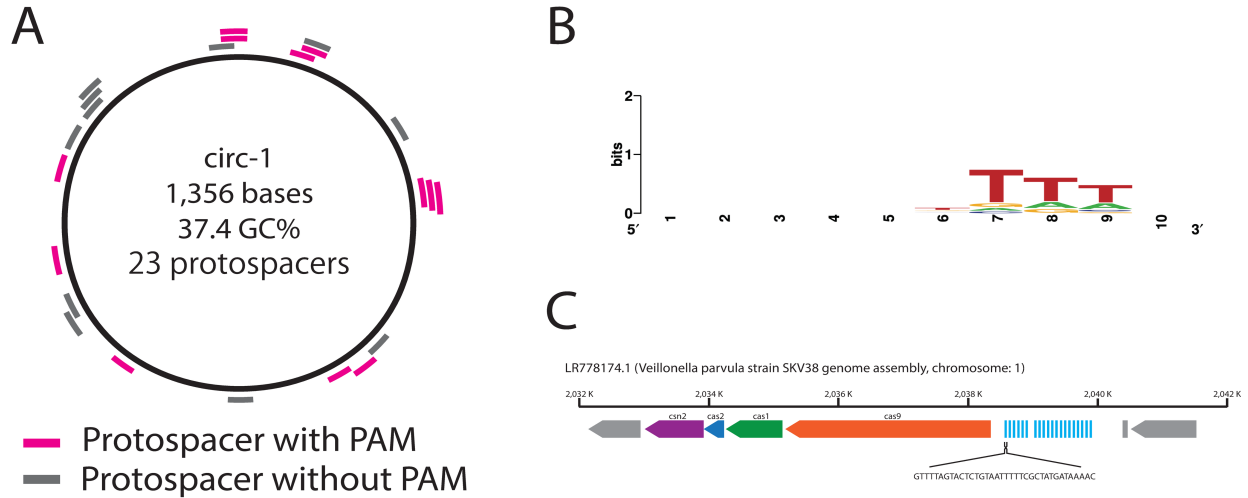 A
circ-1
1,356 bases
37.4 GC%
23 protospacers
Protospacer with PAM
Protospacer without PAM
B
bits
2
1
0
5′
1 2 3 4 5 6 7 8 9 10
3′
T T T
C
LR778174.1 (Veillonella parvula strain SKV38 genome assembly, chromosome: 1)
2,032 K 2,034 K 2,036 K 2,038 K 2,040 K 2,042 K
csn2 cas2 cas1 cas9
GTTTTAGTACTCTGTAATTTTTCGCTATGATAAAAC